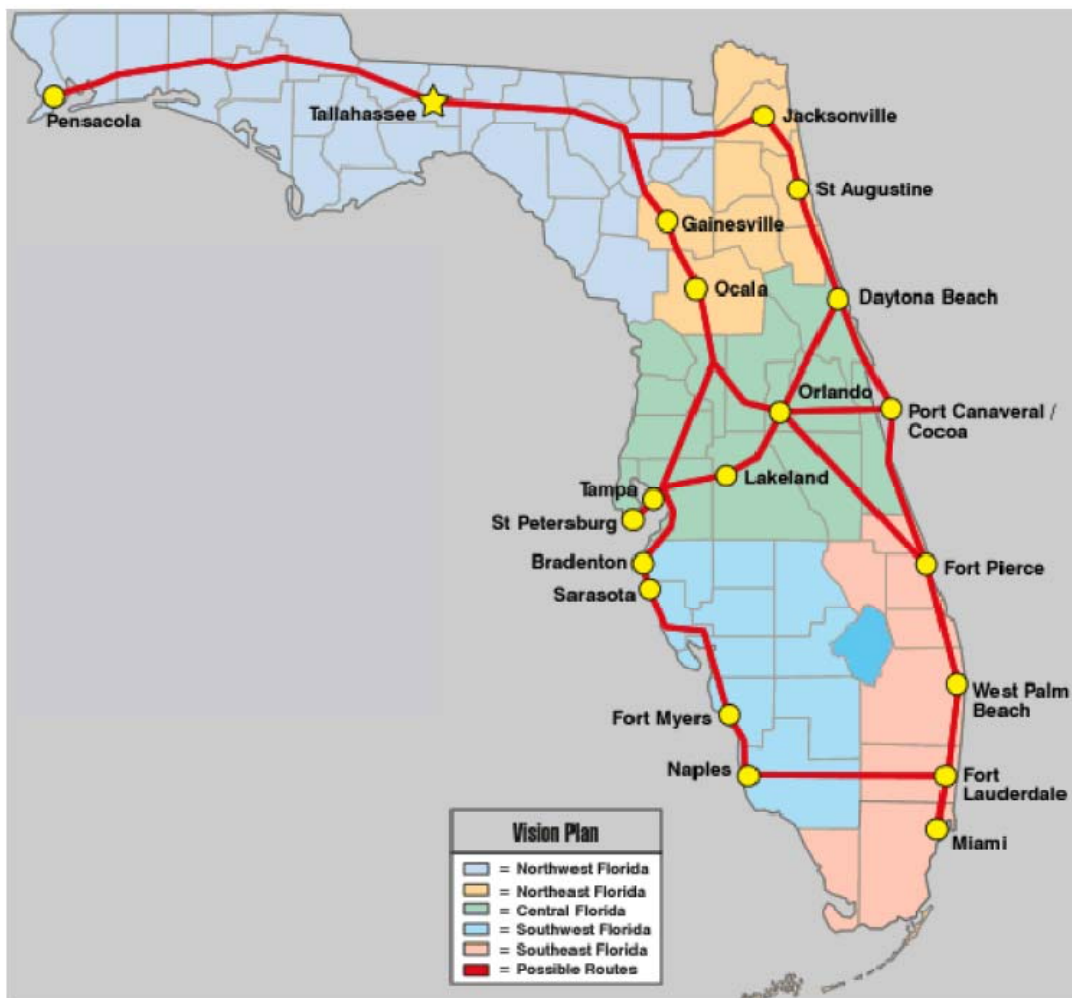 Pensacola
Tallahassee
Jacksonville
St Augustine
Gainesville
Ocala
Daytona Beach
Orlando
Port Canaveral /
Cocoa
Lakeland
Tampa
St Petersburg
Bradenton
Sarasota
Fort Pierce
West Palm
Beach
Fort Myers
Naples
Fort
Lauderdale
Miami
Vision Plan
= Northwest Florida
= Northeast Florida
= Central Florida
= Southwest Florida
= Southeast Florida
= Possible Routes